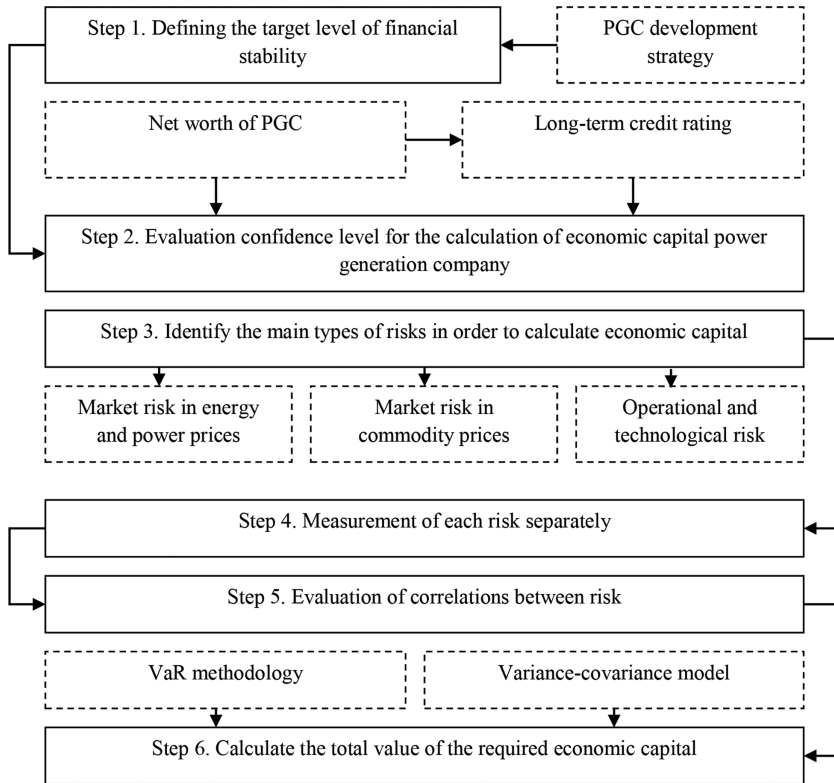 Step 1. Defining the target level of financial
stability
PGC development
strategy
Net worth of PGC
Long-term credit rating
Step 2. Evaluation confidence level for the calculation of economic capital power
generation company
Step 3. Identify the main types of risks in order to calculate economic capital
Market risk in energy
and power prices
Market risk in
commodity prices
Operational and
technological risk
Step 4. Measurement of each risk separately
Step 5. Evaluation of correlations between risk
VaR methodology
Variance-covariance model
Step 6. Calculate the total value of the required economic capital